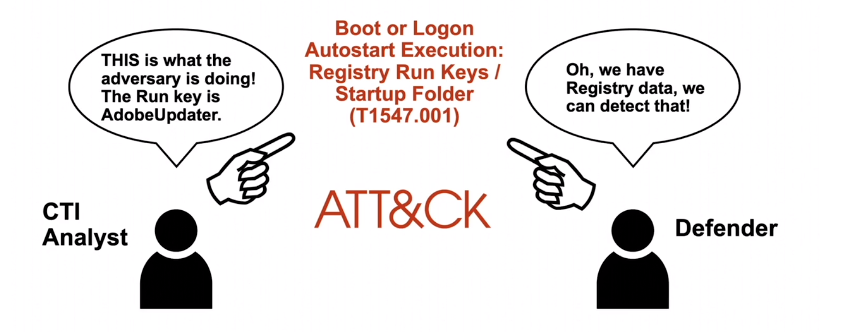 THIS is what the
adversary is doing!
The Run key is
AdobeUpdater.
Boot or Logon
Autostart Execution:
Registry Run Keys /
Startup Folder
(T1547.001)
Oh, we have
Registry data, we
can detect that!
CTI
Analyst
ATT&CK
Defender